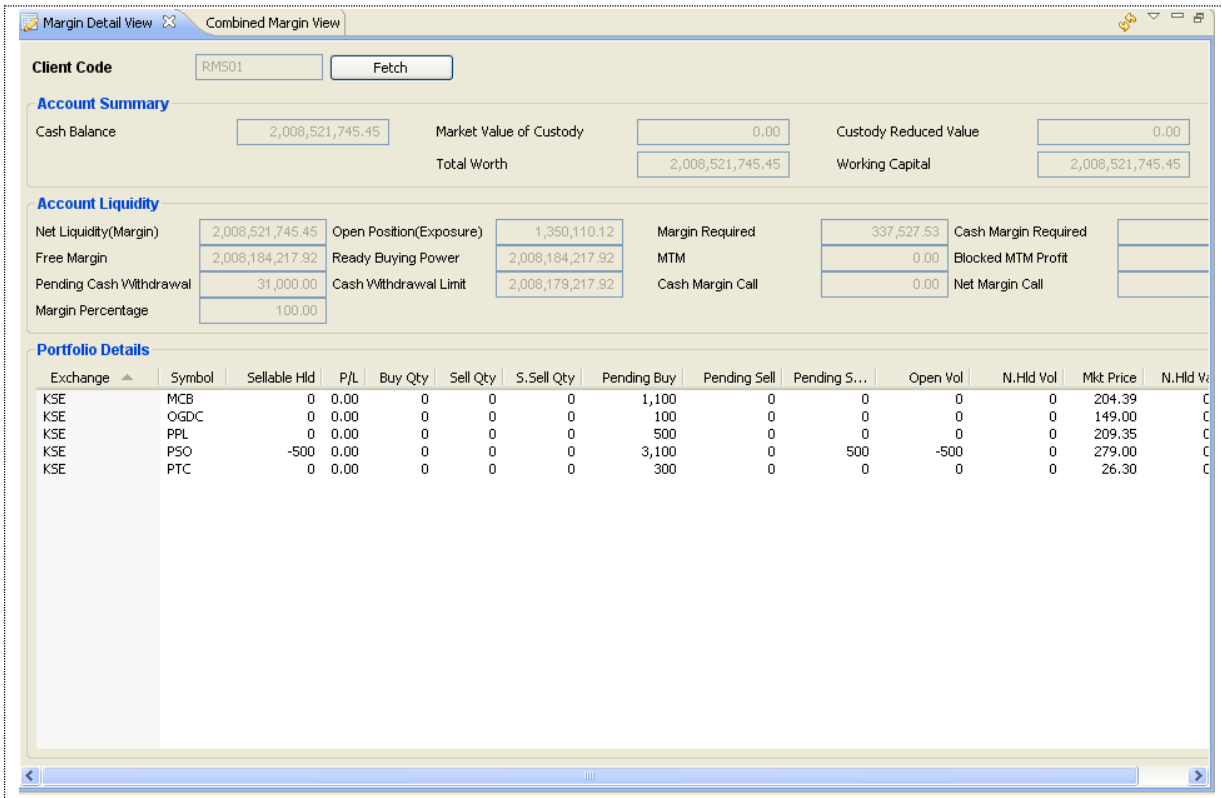 Margin Detail View Combined Margin View
Client Code RMS01 Fetch
Account Summary
Cash Balance 2,008,521,745.45 Market Value of Custody 0.00 Custody Reduced Value 0.00
Total Worth 2,008,521,745.45 Working Capital 2,008,521,745.45
Account Liquidity
Net Liquidity(Margin) 2,008,521,745.45 Open Position(Exposure) 1,350,110.12 Margin Required 337,527.53 Cash Margin Required
Free Margin 2,008,184,217.92 Ready Buying Power 2,008,184,217.92 MTM 0.00 Blocked MTM Profit
Pending Cash Withdrawal 31,000.00 Cash Withdrawal Limit 2,008,179,217.92 Cash Margin Call 0.00 Net Margin Call
Margin Percentage 100.00
Portfolio Details
Exchange Symbol Sellable Hld P/L Buy Qty Sell Qty S.Sell Qty Pending Buy Pending Sell Pending S... Open Vol N.Hld Vol Mkt Price N.Hld Va
KSE MCB 0 0.00 0 0 0 1,100 0 0 0 0 204.39 0
KSE OGDC 0 0.00 0 0 0 100 0 0 0 0 149.00 0
KSE PPL 0 0.00 0 0 0 500 0 0 0 0 209.35 0
KSE PSO -500 0.00 0 0 0 3,100 0 500 -500 0 279.00 0
KSE PTC 0 0.00 0 0 0 300 0 0 0 0 26.30 0